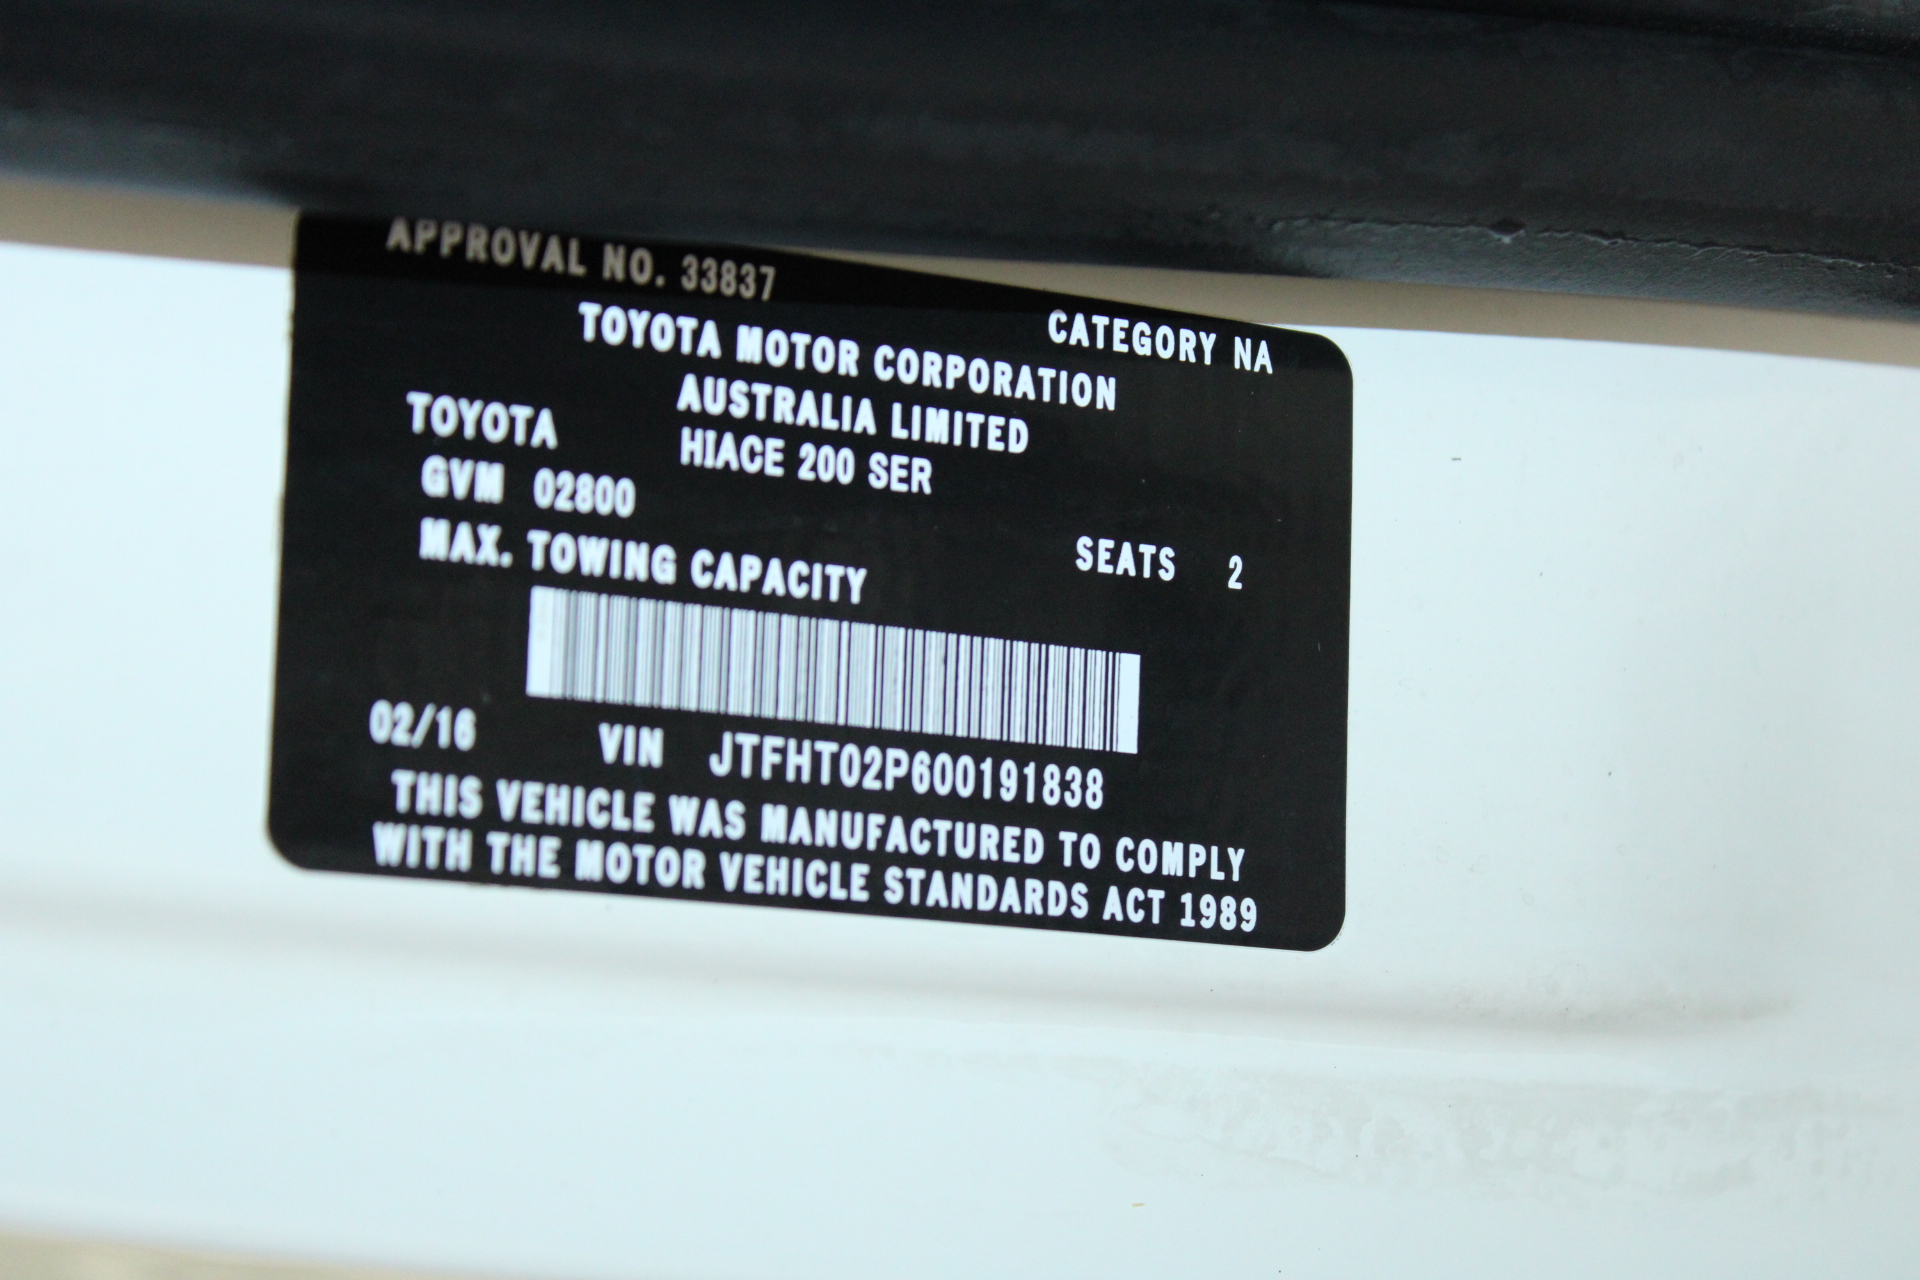 APPROVAL NO. 33837
CATEGORY NA
TOYOTA MOTOR CORPORATION
AUSTRALIA LIMITED
TOYOTA HIACE 200 SER
GVM 02800
SEATS 2
MAX. TOWING CAPACITY
02/16 VIN JTFHT02P600191838
THIS VEHICLE WAS MANUFACTURED TO COMPLY
WITH THE MOTOR VEHICLE STANDARDS ACT 1989